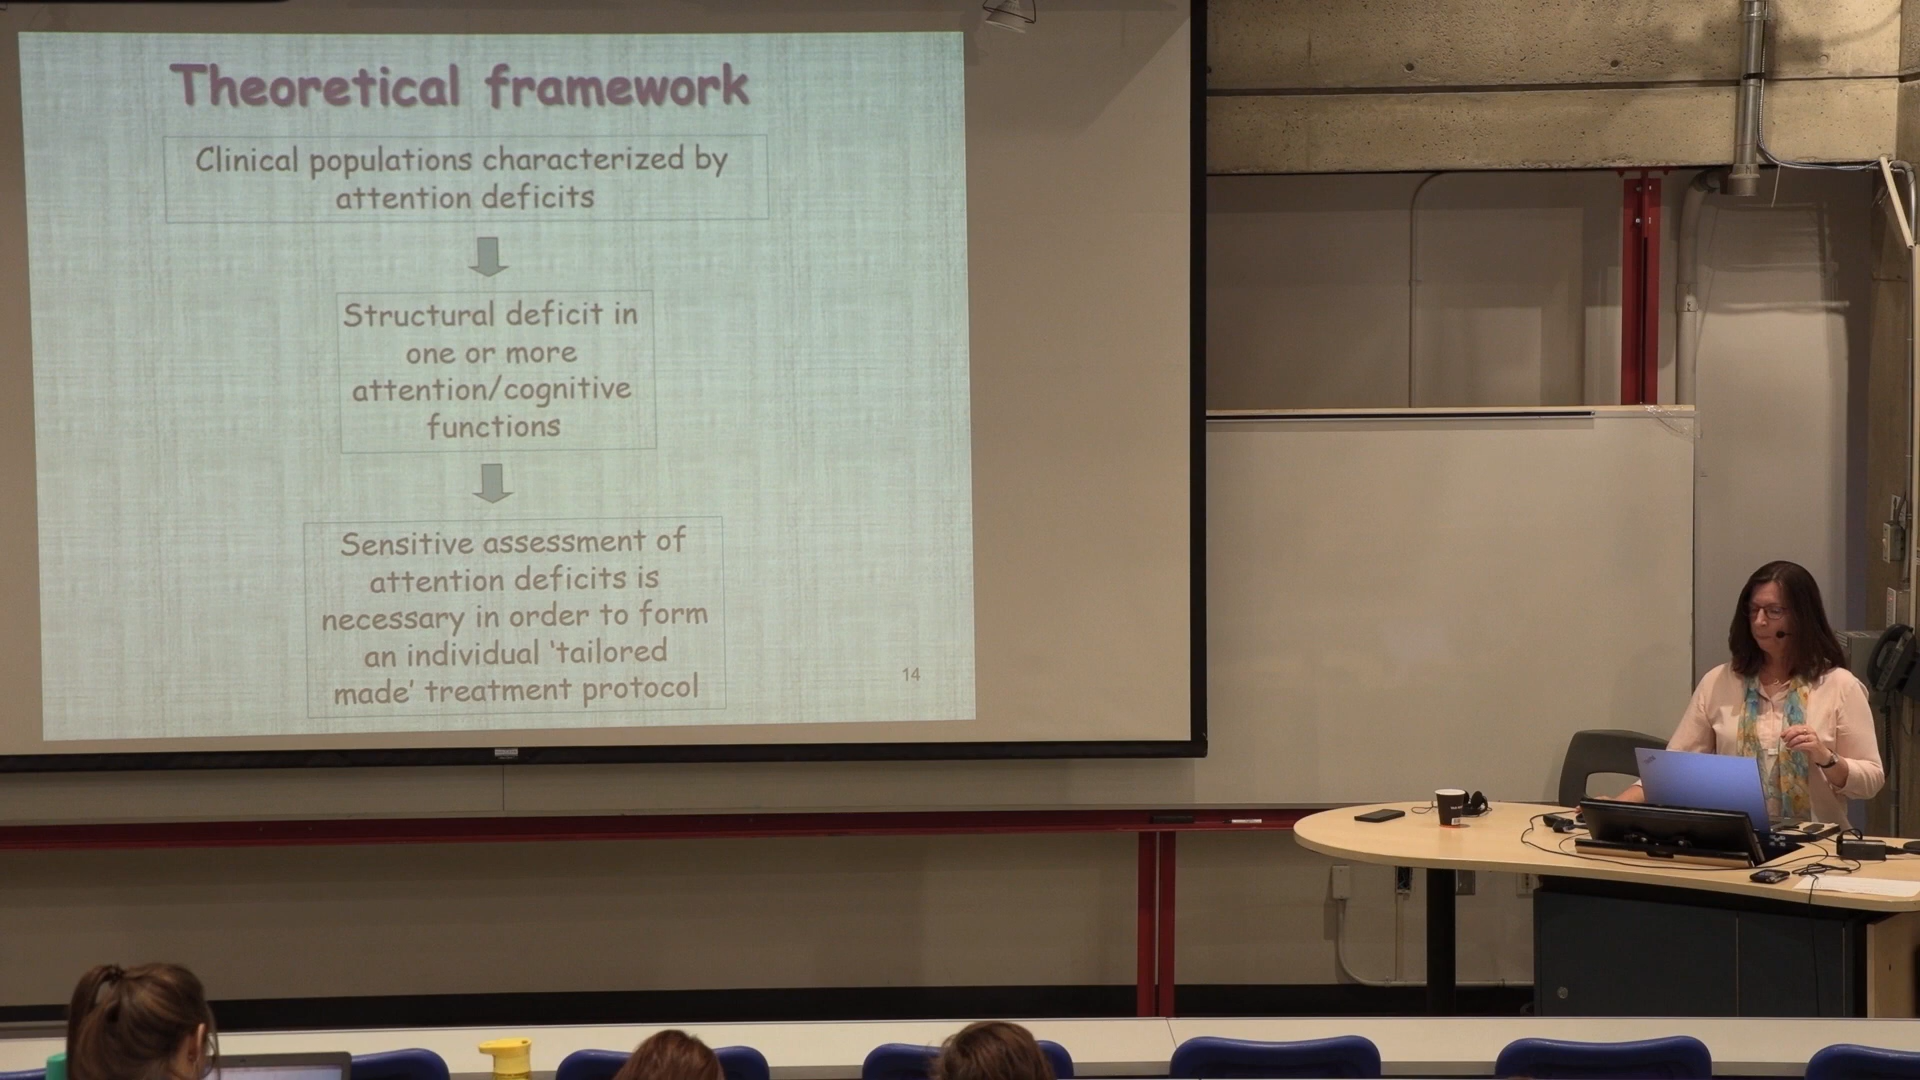 Theoretical framework
Clinical populations characterized by
attention deficits
Structural deficit in
one or more
attention/cognitive
functions
Sensitive assessment of
attention deficits is
necessary in order to form
an individual ‘tailored
made’ treatment protocol
14